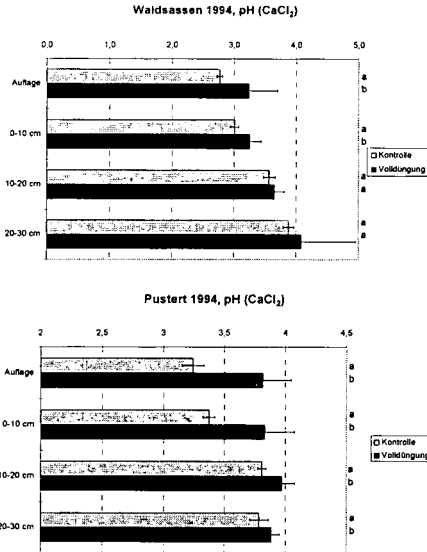 Waldsassen 1994, pH (CaCl₂)
0,0 1,0 2,0 3,0 4,0 5,0
Auflage a
b
0-10 cm a
b
10-20 cm a
a
20-30 cm a
a
Kontrolle
Volldüngung
Pustert 1994, pH (CaCl₂)
2 2,5 3 3,5 4 4,5
Auflage a
b
0-10 cm a
b
10-20 cm a
b
20-30 cm a
b
Kontrolle
Volldüngung